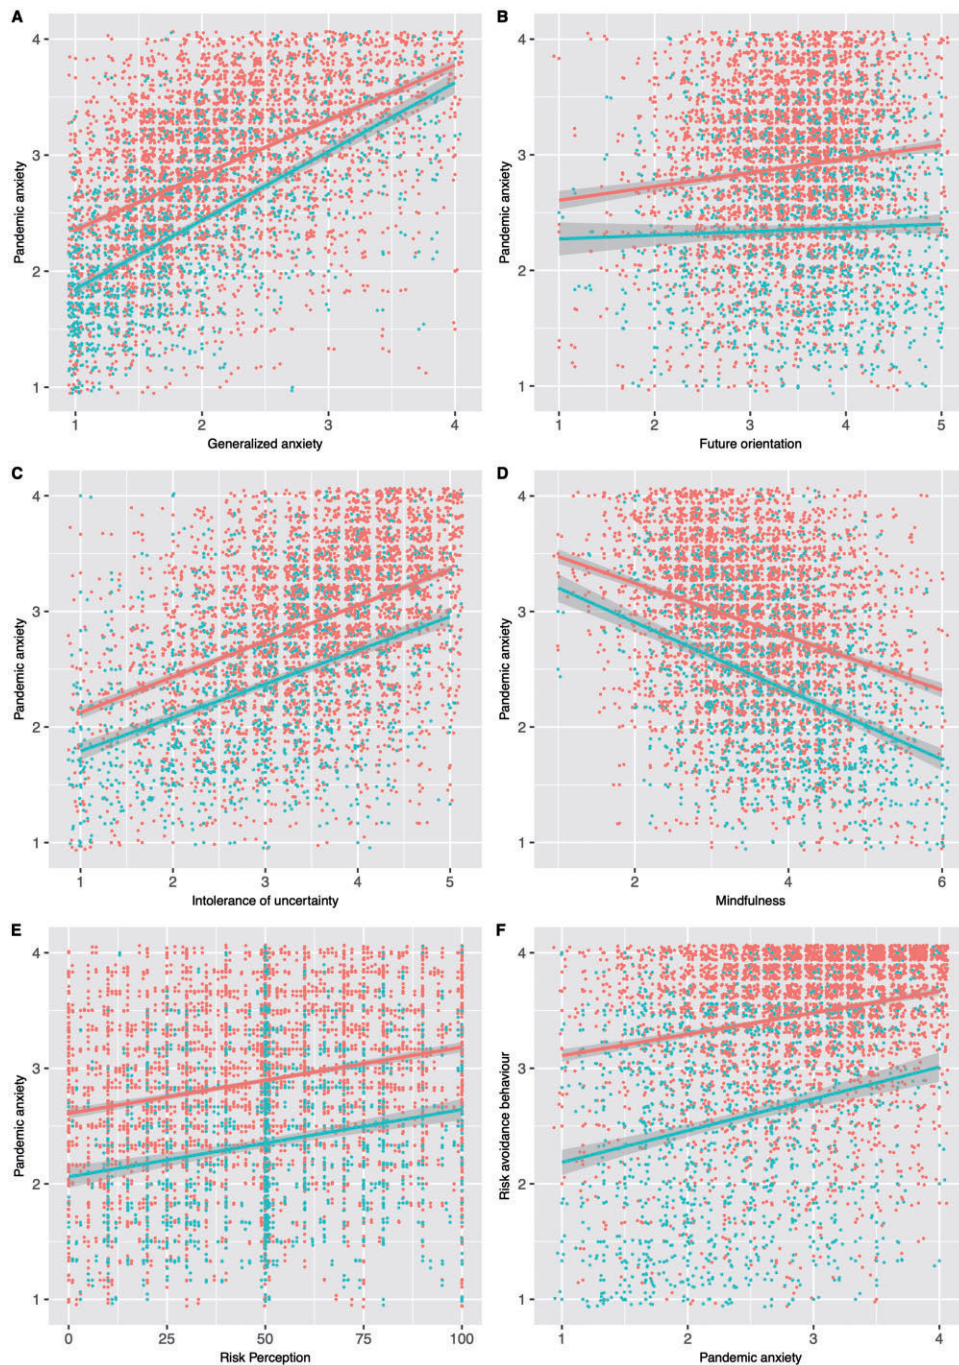 A
B
4
3
2
1
Pandemic anxiety
1
2
3
4
Generalized anxiety
4
3
2
1
Pandemic anxiety
1
2
3
4
5
Future orientation
C
D
4
3
2
1
Pandemic anxiety
1
2
3
4
5
Intolerance of uncertainty
4
3
2
1
Pandemic anxiety
2
4
6
Mindfulness
E
F
4
3
2
1
Pandemic anxiety
0
25
50
75
100
Risk Perception
4
3
2
1
Risk avoidance behaviour
1
2
3
4
Pandemic anxiety